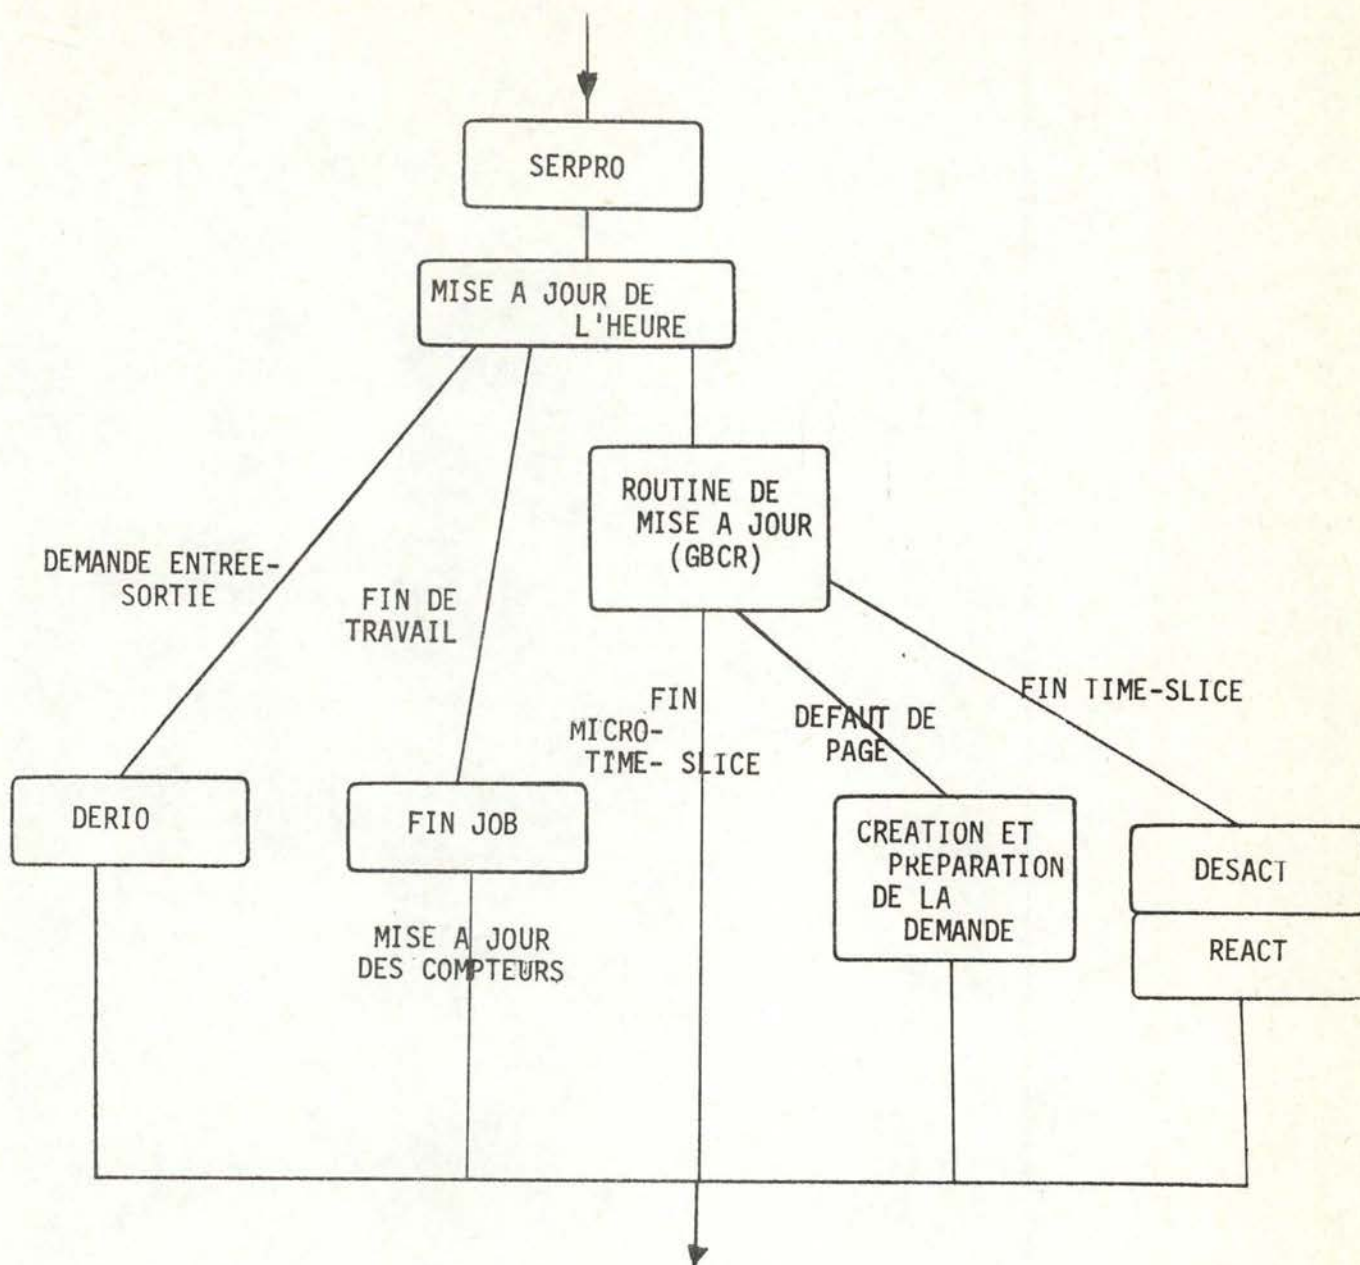 SERPRO
MISE A JOUR DE
L'HEURE
ROUTINE DE
MISE A JOUR
(GBCR)
DEMANDE ENTREE-
SORTIE
FIN DE
TRAVAIL
FIN
MICRO-
TIME- SLICE
DEFAUT DE
PAGE
FIN TIME-SLICE
DERIO
FIN JOB
CREATION ET
PREPARATION
DE LA
DEMANDE
DESACT
REACT
MISE A JOUR
DES COMPTEURS